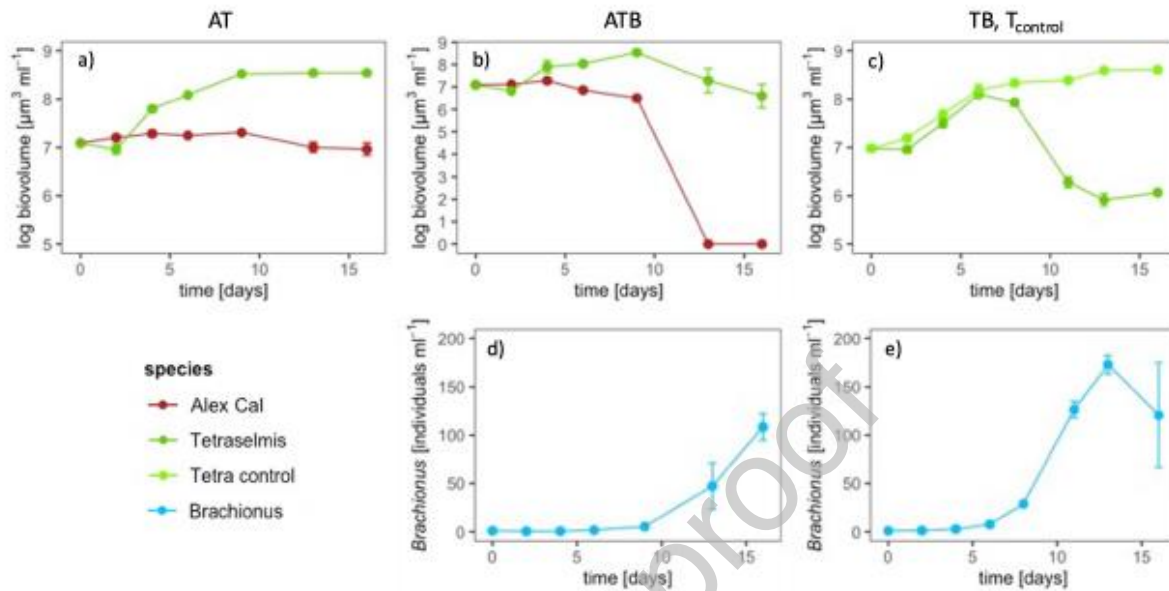 AT
ATB
TB, Tcontrol
a)
9
8
7
6
5
log biovolume [µm³ ml⁻¹]
0 5 10 15
time [days]
b)
9
8
7
6
5
4
3
2
1
0
log biovolume [µm³ ml⁻¹]
0 5 10 15
time [days]
c)
9
8
7
6
5
log biovolume [µm³ ml⁻¹]
0 5 10 15
time [days]
species
Alex Cal
Tetraselmis
Tetra control
Brachionus
d)
200
150
100
50
0
Brachionus [individuals ml⁻¹]
0 5 10 15
time [days]
e)
200
150
100
50
0
Brachionus [individuals ml⁻¹]
0 5 10 15
time [days]
proof